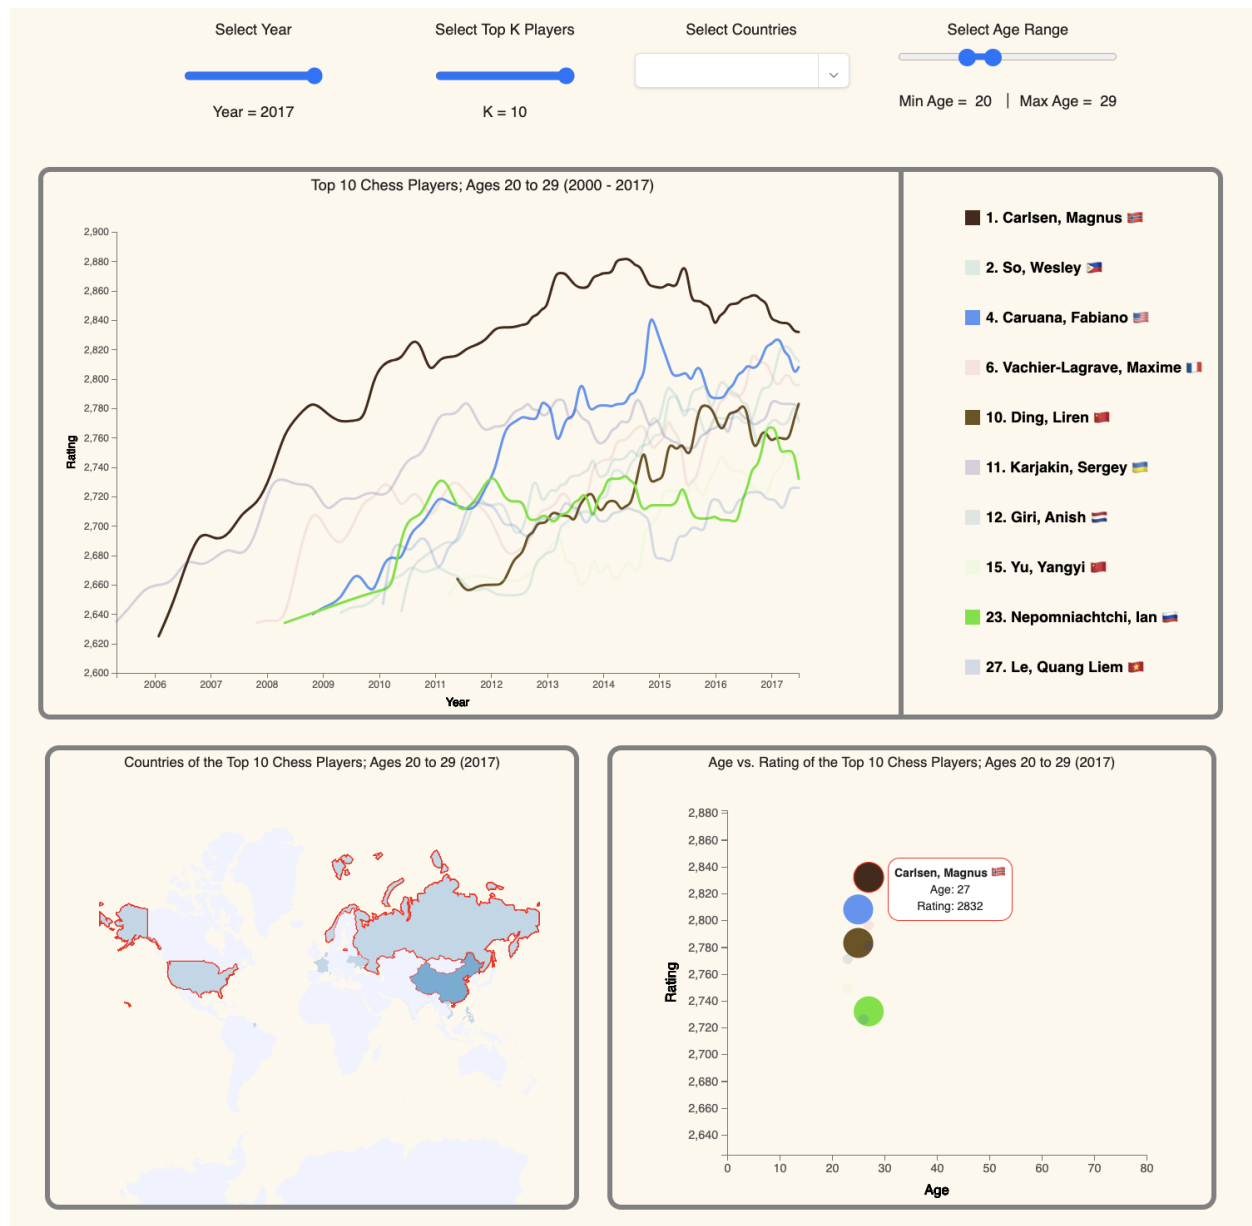 Select Year
Select Top K Players
Select Countries
Select Age Range
Year = 2017
K = 10
Min Age = 20 | Max Age = 29
Top 10 Chess Players; Ages 20 to 29 (2000 - 2017)
2,900
2,880
2,860
2,840
2,820
2,800
2,780
2,760
2,740
2,720
2,700
2,680
2,660
2,640
2,620
2,600
Rating
2006 2007 2008 2009 2010 2011 2012 2013 2014 2015 2016 2017
Year
1. Carlsen, Magnus 🇳🇴
2. So, Wesley 🇵🇭
4. Caruana, Fabiano 🇺🇸
6. Vachier-Lagrave, Maxime 🇫🇷
10. Ding, Liren 🇨🇳
11. Karjakin, Sergey 🇺🇦
12. Giri, Anish 🇳🇱
15. Yu, Yangyi 🇨🇳
23. Nepomniachtchi, Ian 🇷🇺
27. Le, Quang Liem 🇻🇳
Countries of the Top 10 Chess Players; Ages 20 to 29 (2017)
Age vs. Rating of the Top 10 Chess Players; Ages 20 to 29 (2017)
2,880
2,860
2,840
2,820
2,800
2,780
2,760
2,740
2,720
2,700
2,680
2,660
2,640
Rating
Carlsen, Magnus 🇳🇴
Age: 27
Rating: 2832
0 10 20 30 40 50 60 70 80
Age